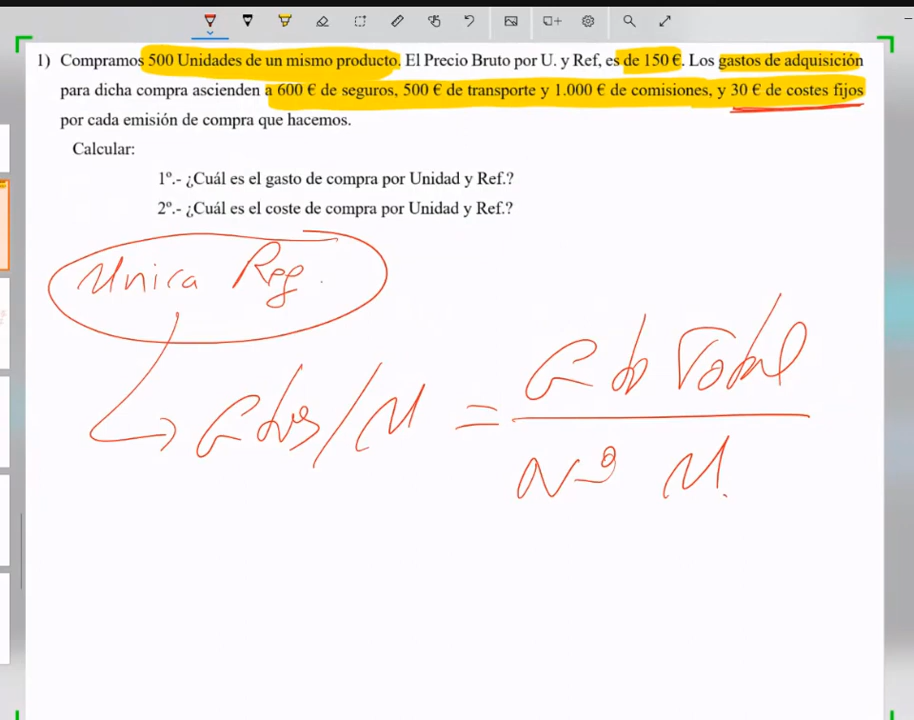 1) Compramos 500 Unidades de un mismo producto. El Precio Bruto por U. y Ref, es de 150 €. Los gastos de adquisición
para dicha compra ascienden a 600 € de seguros, 500 € de transporte y 1.000 € de comisiones, y 30 € de costes fijos
por cada emisión de compra que hacemos.
Calcular:
1º.- ¿Cuál es el gasto de compra por Unidad y Ref.?
2º.- ¿Cuál es el coste de compra por Unidad y Ref.?
Unica Ref.
G dos Total
G dos / U =
Nº U.